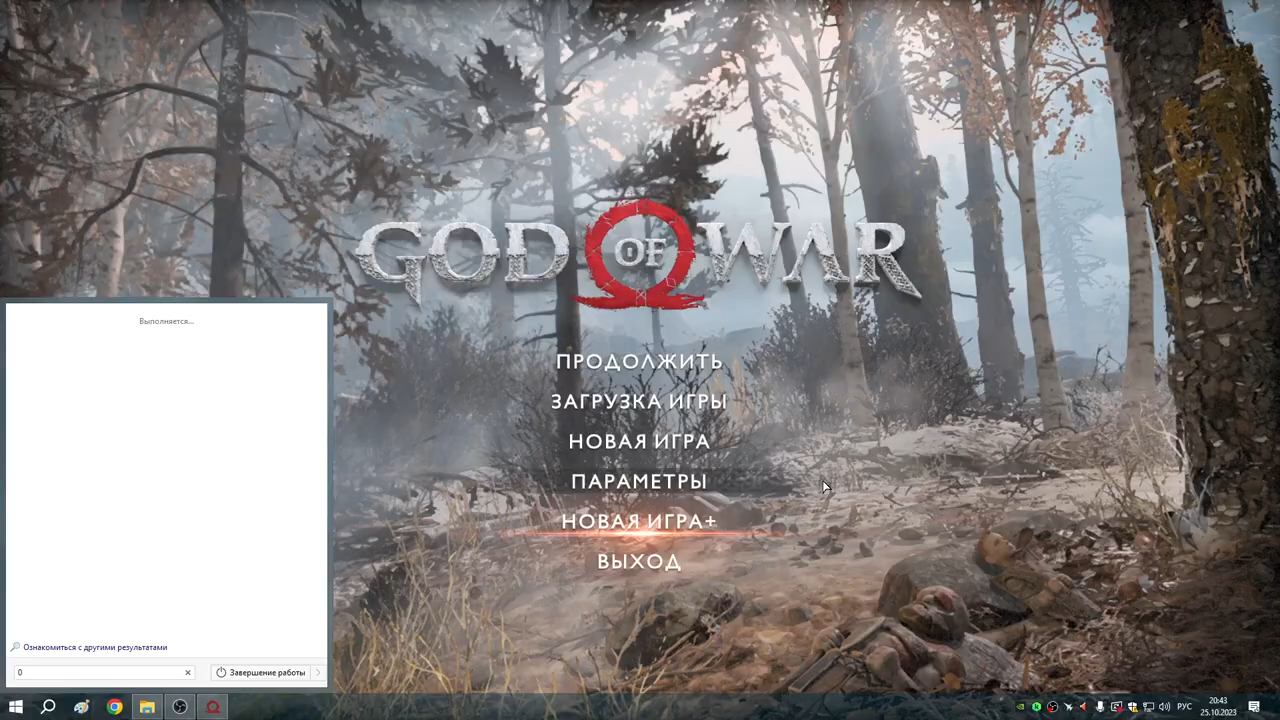 GOD OF WAR
ПРОДОЛЖИТЬ
ЗАГРУЗКА ИГРЫ
НОВАЯ ИГРА
ПАРАМЕТРЫ
НОВАЯ ИГРА+
ВЫХОД
Выполняется...
Ознакомиться с другими результатами
0
Завершение работы
РУС
20:43
25.10.2023